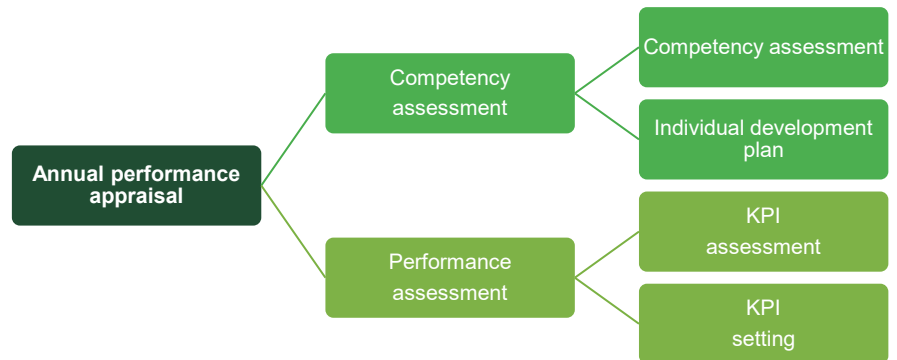 Annual performance
appraisal
Competency
assessment
Competency assessment
Individual development
plan
Performance
assessment
KPI
assessment
KPI
setting